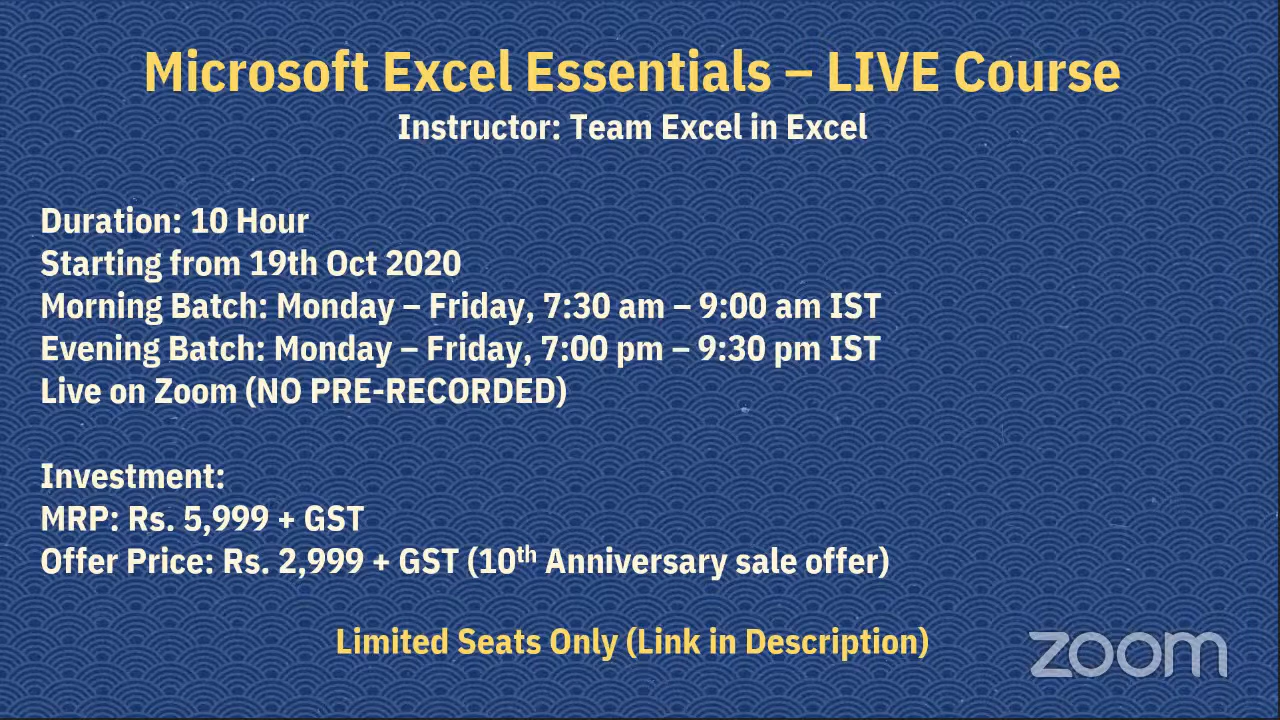 Microsoft Excel Essentials – LIVE Course
Instructor: Team Excel in Excel
Duration: 10 Hour
Starting from 19th Oct 2020
Morning Batch: Monday – Friday, 7:30 am – 9:00 am IST
Evening Batch: Monday – Friday, 7:00 pm – 9:30 pm IST
Live on Zoom (NO PRE-RECORDED)
Investment:
MRP: Rs. 5,999 + GST
Offer Price: Rs. 2,999 + GST (10th Anniversary sale offer)
Limited Seats Only (Link in Description)
zoom